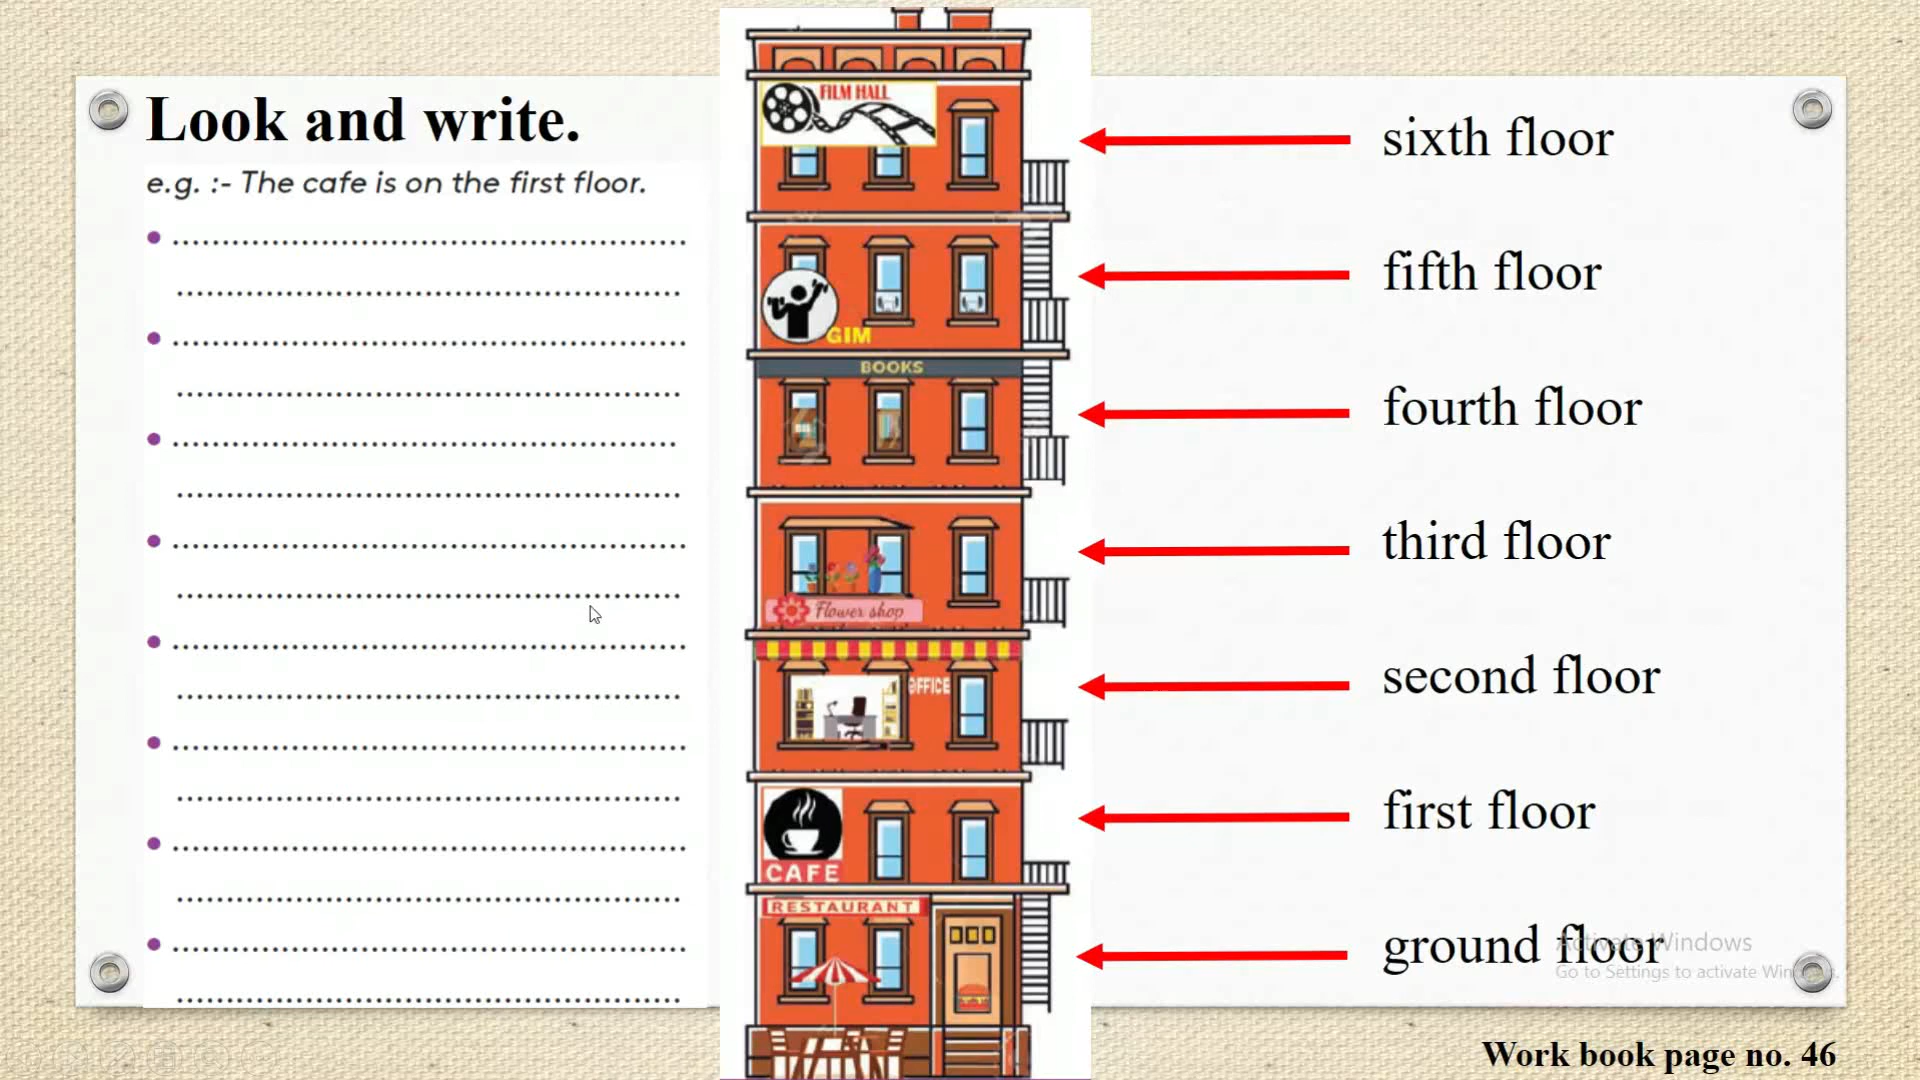 Look and write.
e.g. :- The cafe is on the first floor.
FILM HALL
GIM
BOOKS
Flower shop
OFFICE
CAFE
RESTAURANT
sixth floor
fifth floor
fourth floor
third floor
second floor
first floor
ground floor
Activate Windows
Go to Settings to activate Windows.
Work book page no. 46